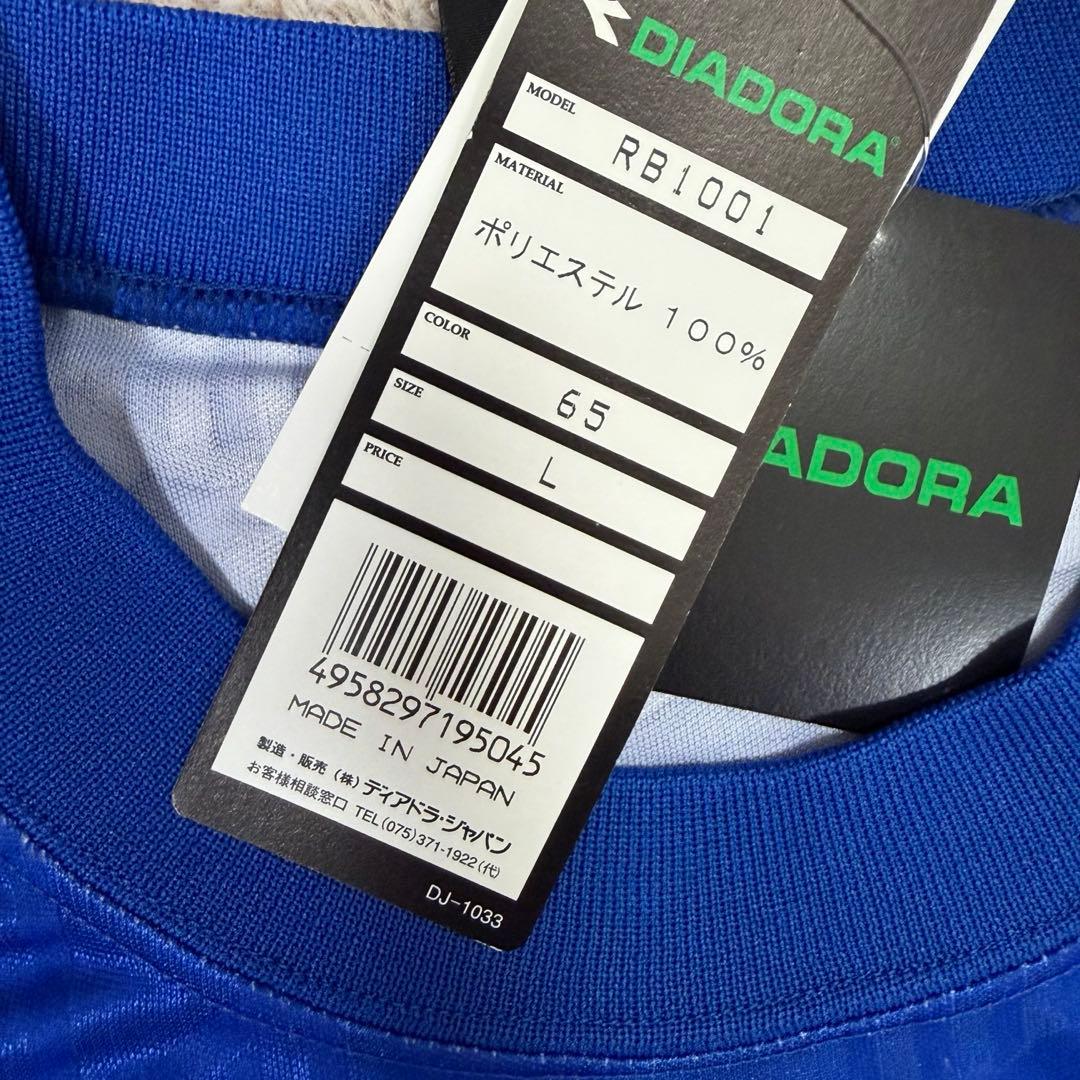 DIADORA®
MODEL
RB1001
MATERIAL
ポリエステル 100%
COLOR
65
SIZE
L
PRICE
4958297195045
MADE IN JAPAN
製造・販売 (株) ディアドラ・ジャパン
お客様相談窓口 TEL(075)371-1922(代)
DJ-1033
ADORA